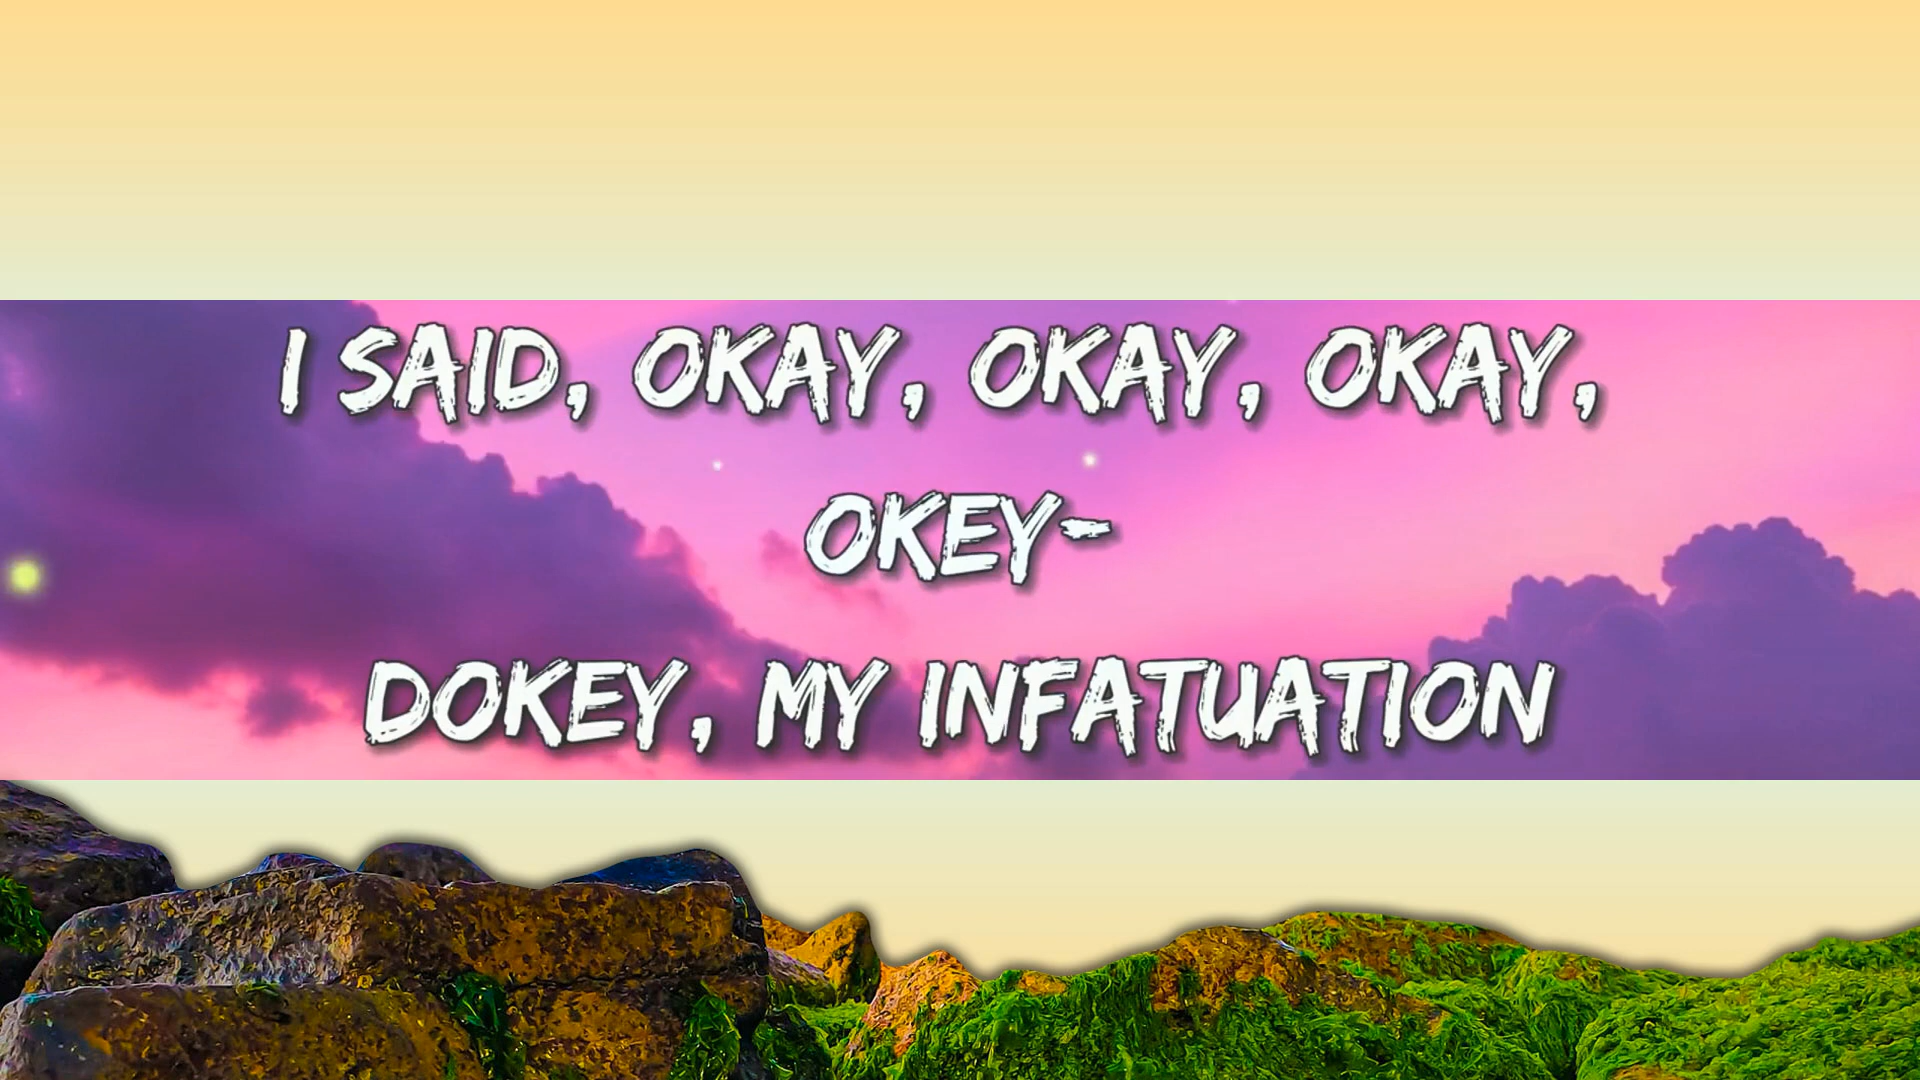 I SAID, OKAY, OKAY, OKAY,
OKEY-
DOKEY, MY INFATUATION